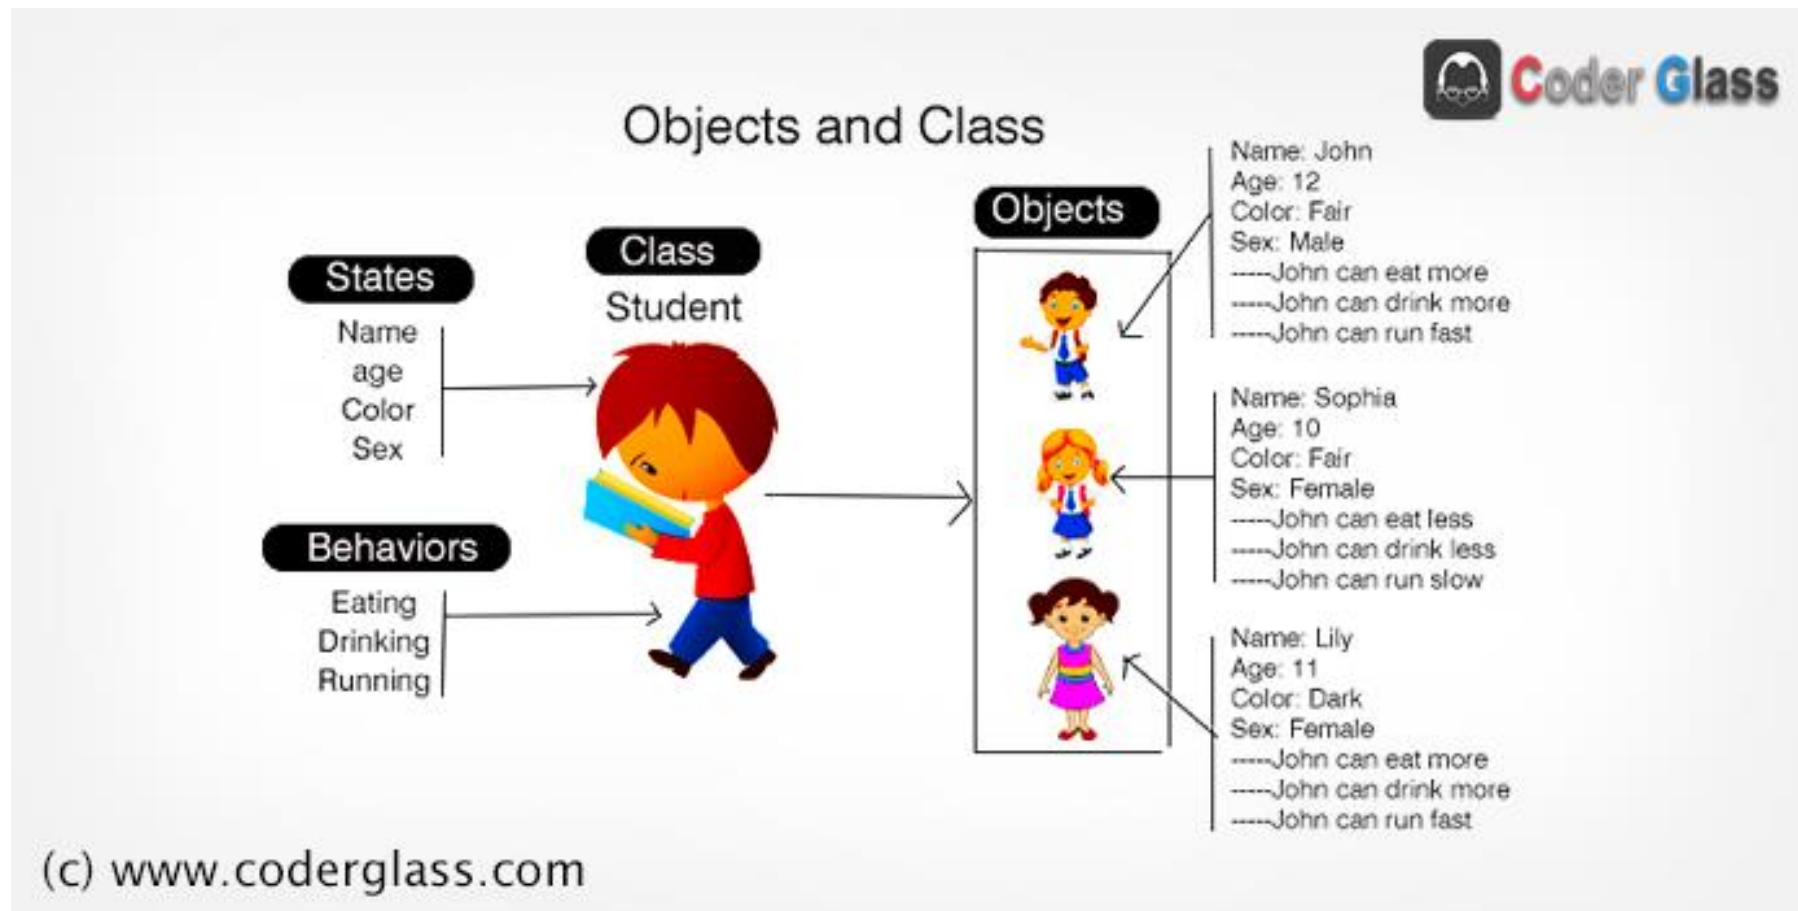 Coder Glass
Objects and Class
States
Name
age
Color
Sex
Behaviors
Eating
Drinking
Running
Class
Student
Objects
Name: John
Age: 12
Color: Fair
Sex: Male
-----John can eat more
-----John can drink more
-----John can run fast
Name: Sophia
Age: 10
Color: Fair
Sex: Female
-----John can eat less
-----John can drink less
-----John can run slow
Name: Lily
Age: 11
Color: Dark
Sex: Female
-----John can eat more
-----John can drink more
-----John can run fast
(c) www.coderglass.com